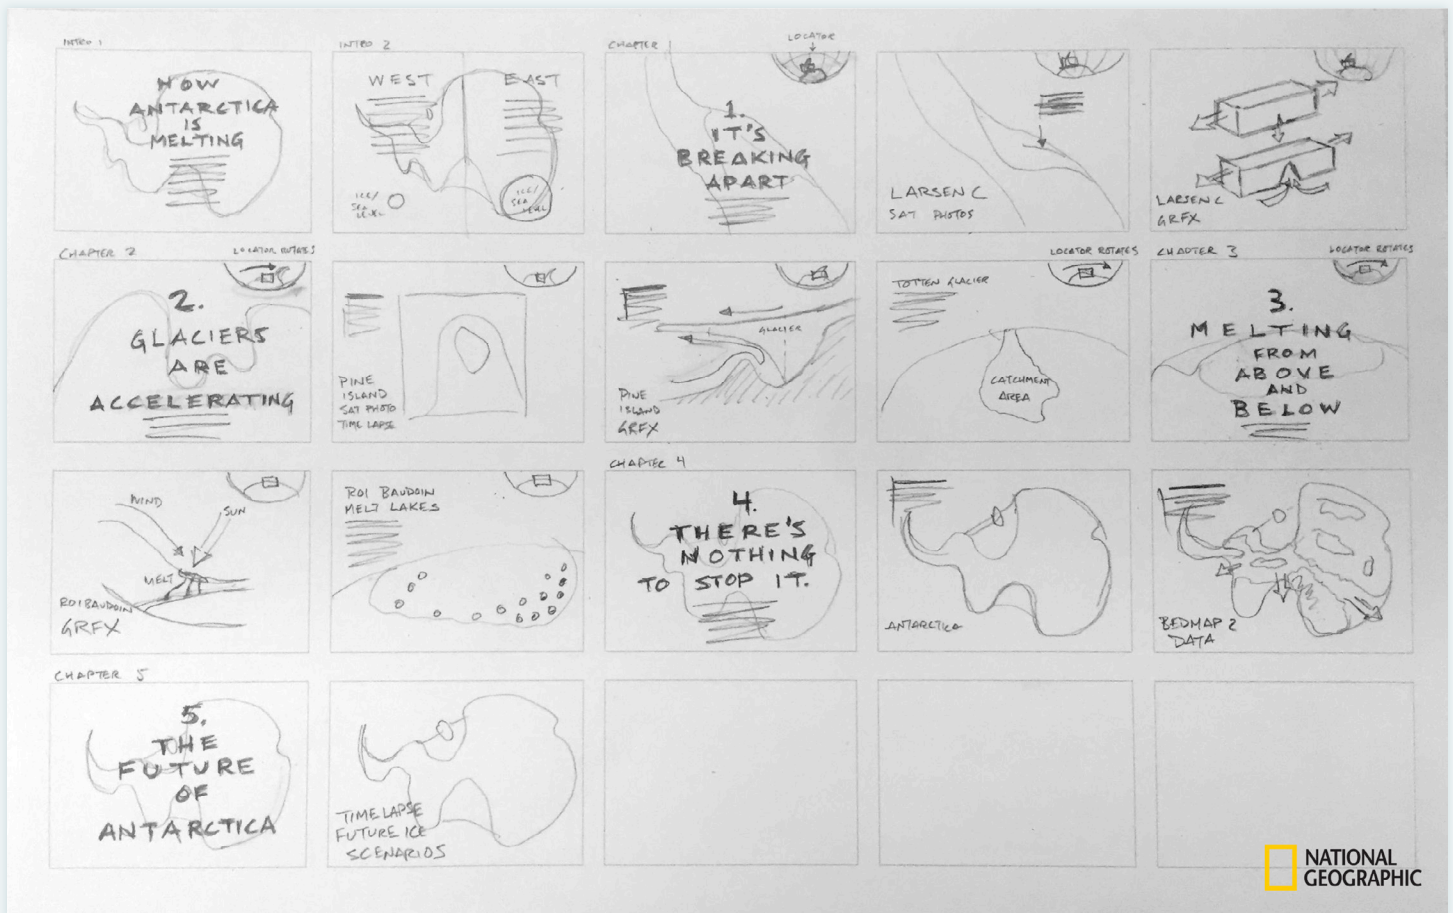 INTRO 1
HOW
ANTARCTICA
IS
MELTING
INTRO 2
WEST
EAST
ICE/
SEA
LEVEL
ICE/
SEA
LEVEL
CHAPTER 1
LOCATOR
1.
IT'S
BREAKING
APART
LARSEN C
SAT PHOTOS
LARSEN C
GRFX
CHAPTER 2
LOCATOR ROTATES
2.
GLACIERS
ARE
ACCELERATING
PINE
ISLAND
SAT PHOTO
TIME LAPSE
GLACIER
PINE
ISLAND
GRFX
LOCATOR ROTATES
TOTTEN GLACIER
CATCHMENT
AREA
CHAPTER 3
LOCATOR ROTATES
3.
MELTING
FROM
ABOVE
AND
BELOW
WIND
SUN
MELT
ROI BAUDOIN
GRFX
ROI BAUDOIN
MELT LAKES
CHAPTER 4
4.
THERE'S
NOTHING
TO STOP IT.
ANTARCTICA
BEDMAP 2
DATA
CHAPTER 5
5.
THE
FUTURE
OF
ANTARCTICA
TIME LAPSE
FUTURE ICE
SCENARIOS
NATIONAL
GEOGRAPHIC